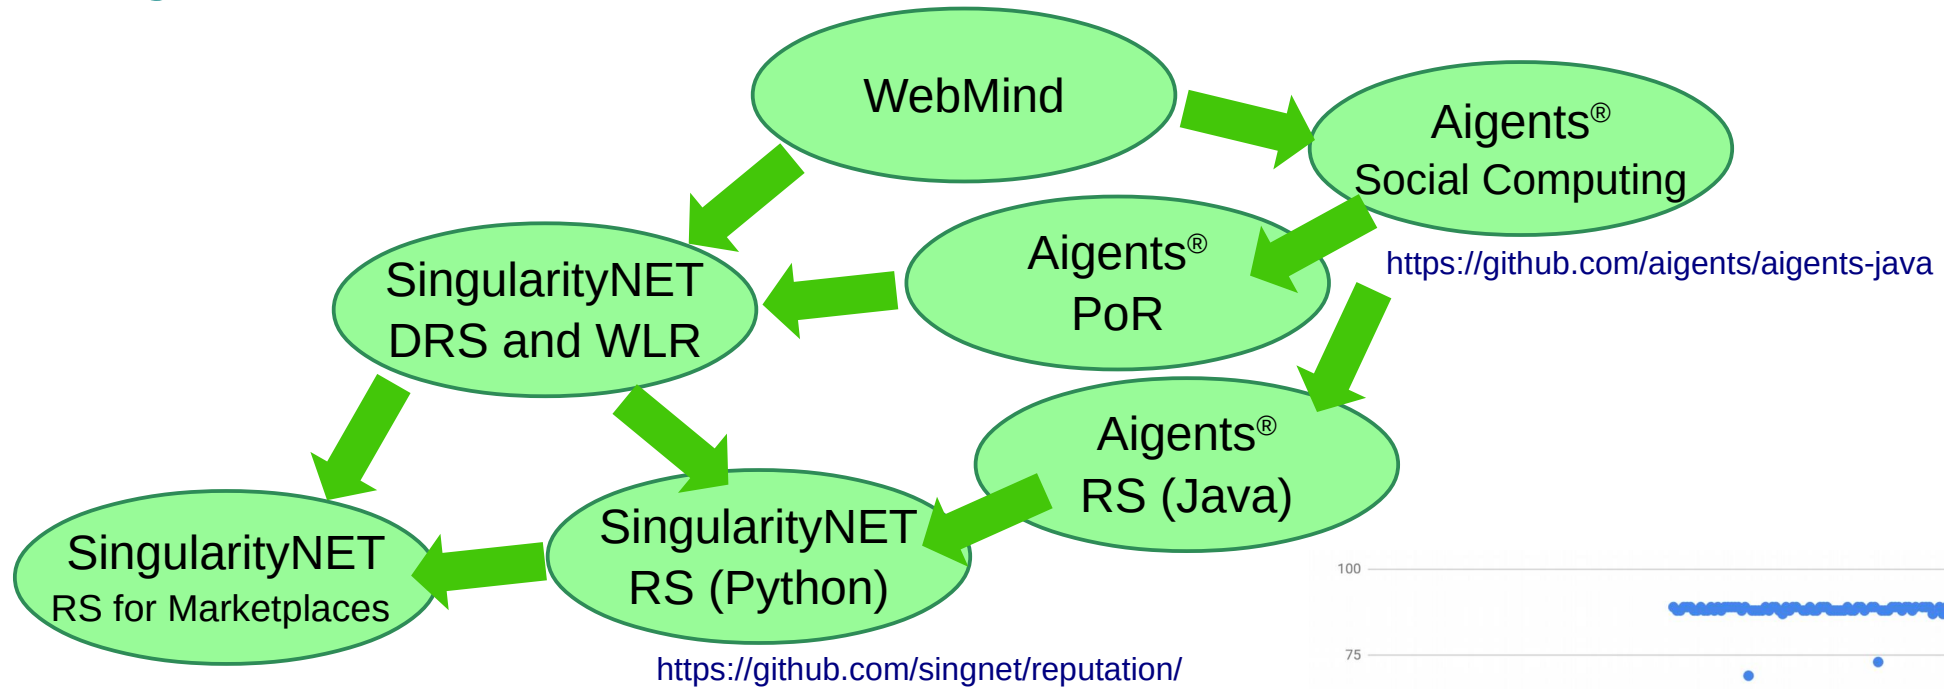 WebMind
Aigents®
Social Computing
https://github.com/aigents/aigents-java
Aigents®
PoR
SingularityNET
DRS and WLR
Aigents®
RS (Java)
SingularityNET
RS (Python)
https://github.com/singnet/reputation/
SingularityNET
RS for Marketplaces
100
75